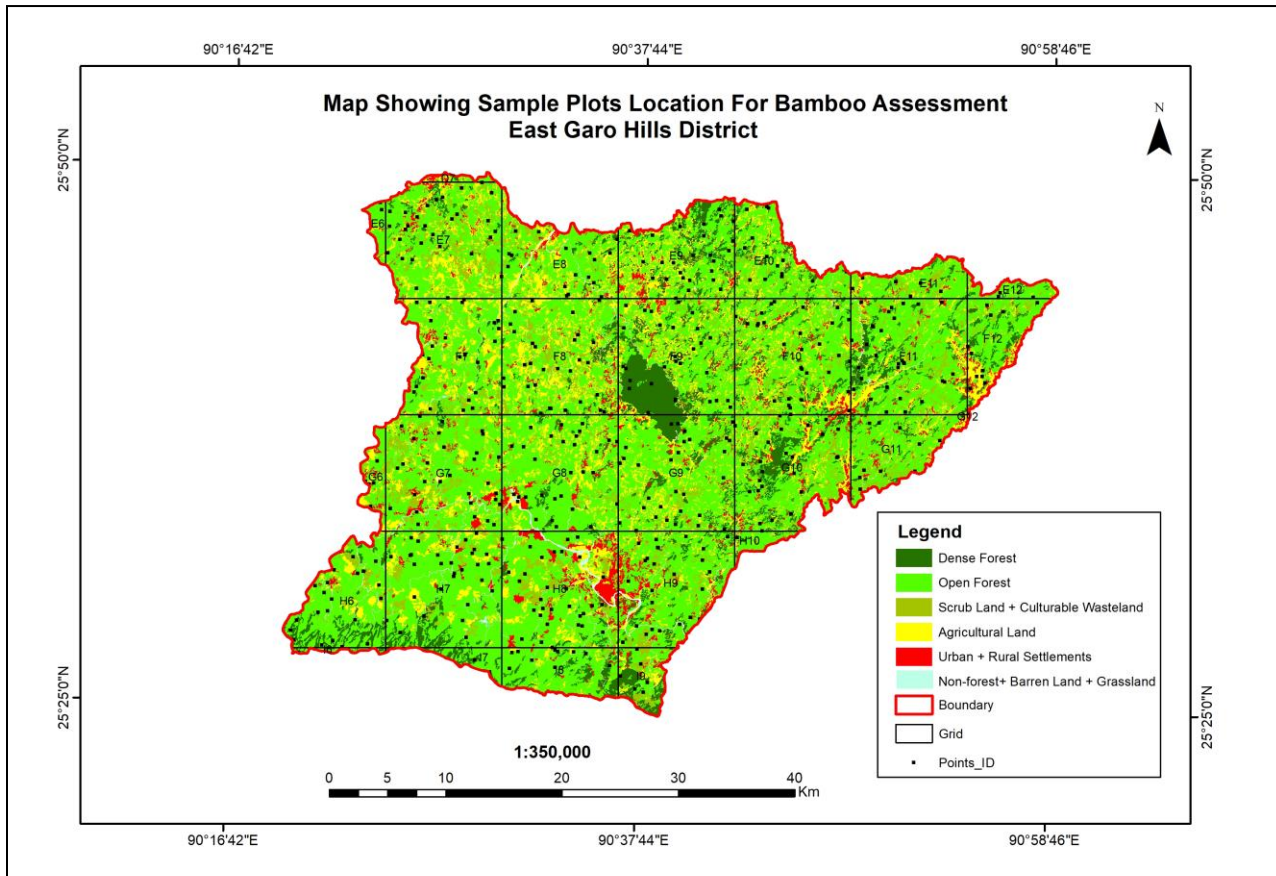 90°16'42"E
90°37'44"E
90°58'46"E
Map Showing Sample Plots Location For Bamboo Assessment
East Garo Hills District
N
25°50'0"N
25°50'0"N
E6
E7
E8
E9
E10
E11
E12
F7
F8
F9
F10
F11
F12
G6
G7
G8
G9
G10
G11
G12
H6
H7
H8
H9
H10
I7
I8
I9
25°25'0"N
25°25'0"N
Legend
Dense Forest
Open Forest
Scrub Land + Culturable Wasteland
Agricultural Land
Urban + Rural Settlements
Non-forest+ Barren Land + Grassland
Boundary
Grid
Points_ID
1:350,000
0 5 10 20 30 40
Km
90°16'42"E
90°37'44"E
90°58'46"E